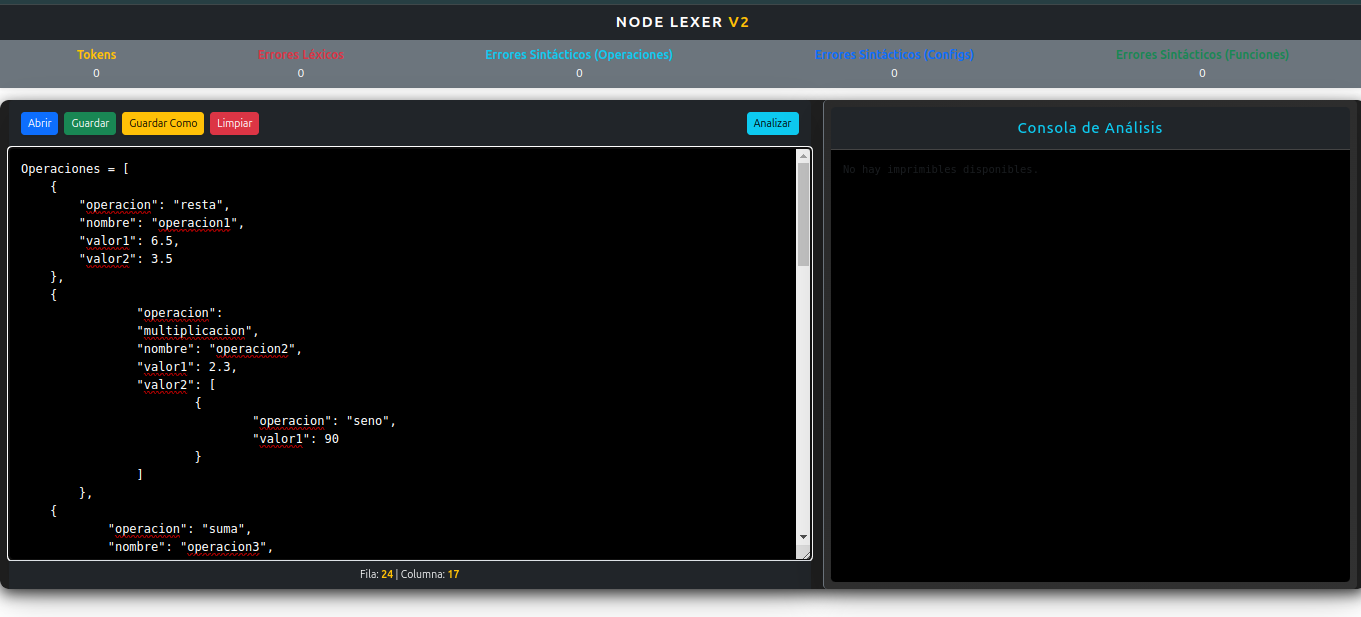 NODE LEXER V2
Tokens
0
Errores Léxicos
0
Errores Sintácticos (Operaciones)
0
Errores Sintácticos (Configs)
0
Errores Sintácticos (Funciones)
0
Abrir Guardar Guardar Como Limpiar Analizar
Operaciones = [
{
"operacion": "resta",
"nombre": "operacion1",
"valor1": 6.5,
"valor2": 3.5
},
{
"operacion":
"multiplicacion",
"nombre": "operacion2",
"valor1": 2.3,
"valor2": [
{
"operacion": "seno",
"valor1": 90
}
]
},
{
"operacion": "suma",
"nombre": "operacion3",
Fila: 24 | Columna: 17
Consola de Análisis
No hay imprimibles disponibles.